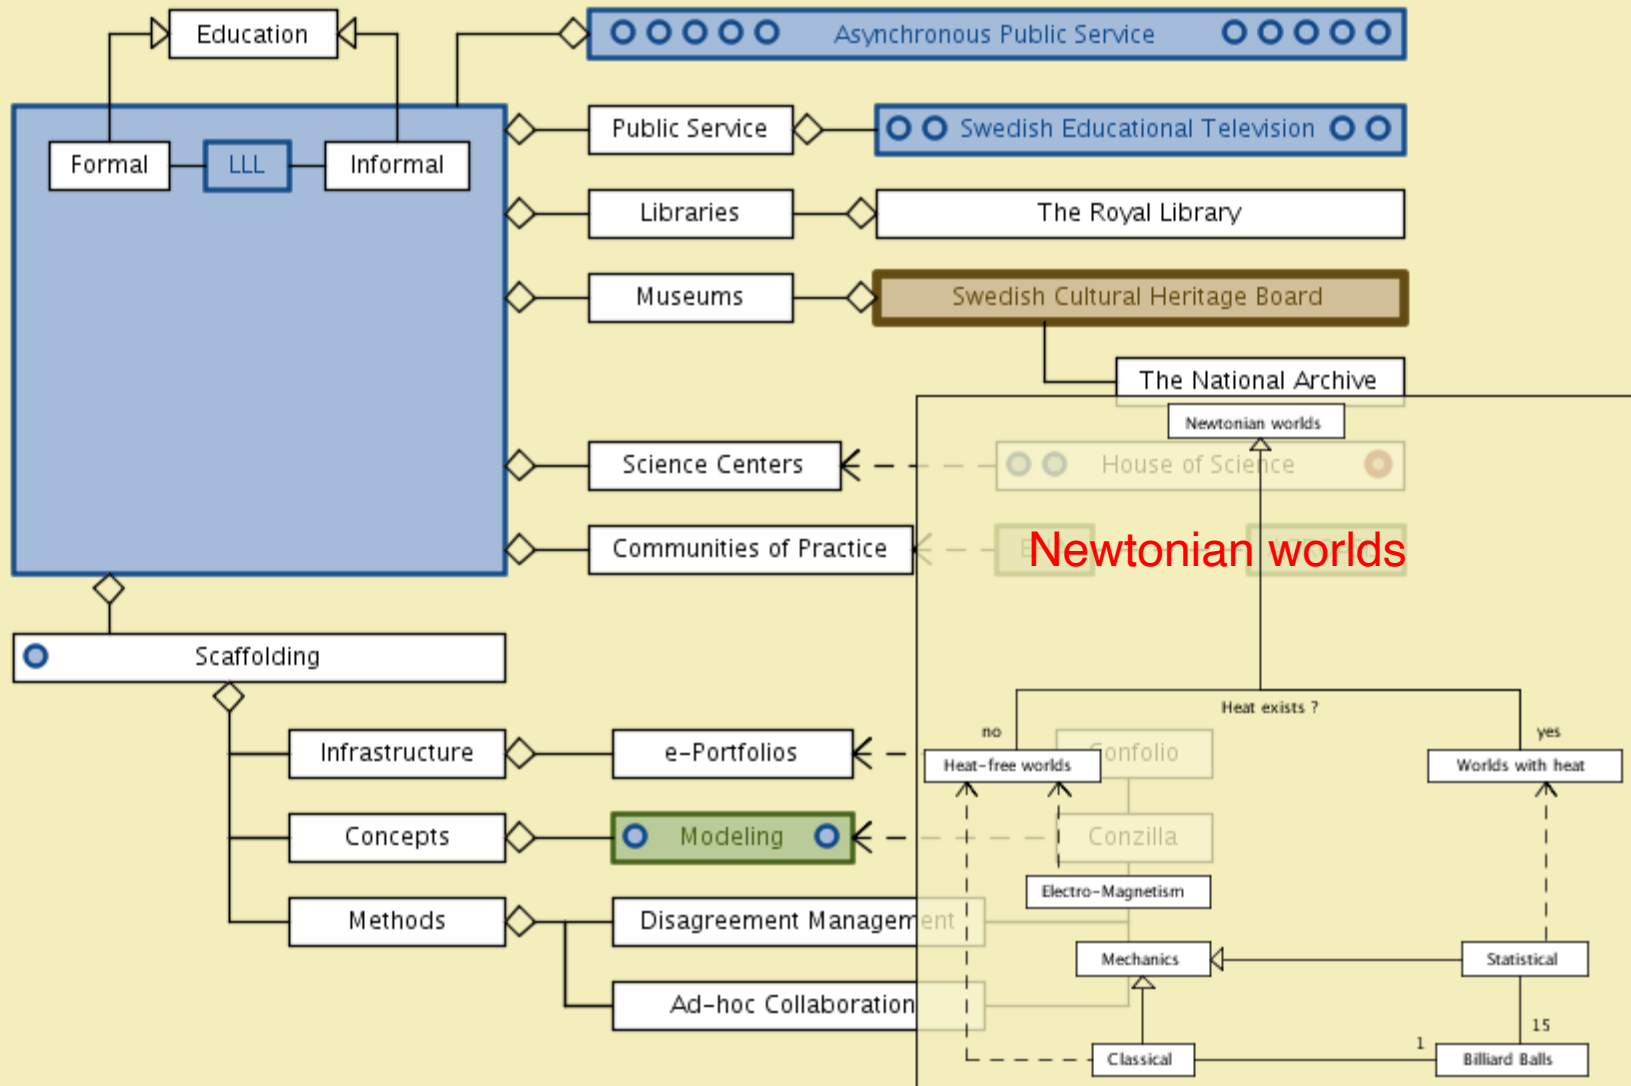 Education
Asynchronous Public Service
Public Service
Swedish Educational Television
Formal
LLL
Informal
Libraries
The Royal Library
Museums
Swedish Cultural Heritage Board
The National Archive
Newtonian worlds
Science Centers
House of Science
Communities of Practice
Newtonian worlds
Scaffolding
Heat exists ?
no
yes
Infrastructure
e-Portfolios
Confolio
Heat-free worlds
Worlds with heat
Concepts
Modeling
Conzilla
Electro-Magnetism
Methods
Disagreement Management
Mechanics
Statistical
Ad-hoc Collaboration
15
1
Classical
Billiard Balls